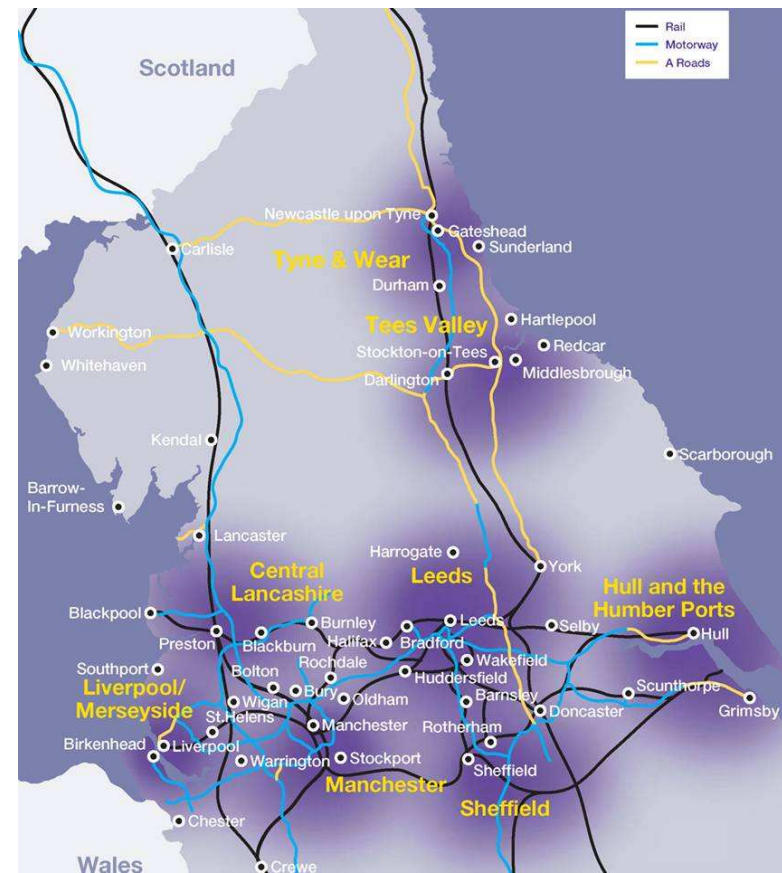 Rail
Motorway
A Roads
Scotland
Newcastle upon Tyne
Gateshead
Sunderland
Carlisle
Tyne & Wear
Durham
Tees Valley
Hartlepool
Workington
Redcar
Stockton-on-Tees
Whitehaven
Middlesbrough
Darlington
Kendal
Scarborough
Barrow-
In-Furness
Lancaster
Harrogate
York
Central
Lancashire
Leeds
Hull and the
Humber Ports
Blackpool
Burnley
Leeds
Selby
Hull
Preston
Blackburn
Halifax
Bradford
Southport
Rochdale
Wakefield
Bolton
Huddersfield
Liverpool/
Merseyside
Wigan
Bury
Oldham
Barnsley
Scunthorpe
Grimsby
St.Helens
Manchester
Rotherham
Doncaster
Birkenhead
Liverpool
Warrington
Stockport
Sheffield
Manchester
Sheffield
Chester
Wales
Crewe